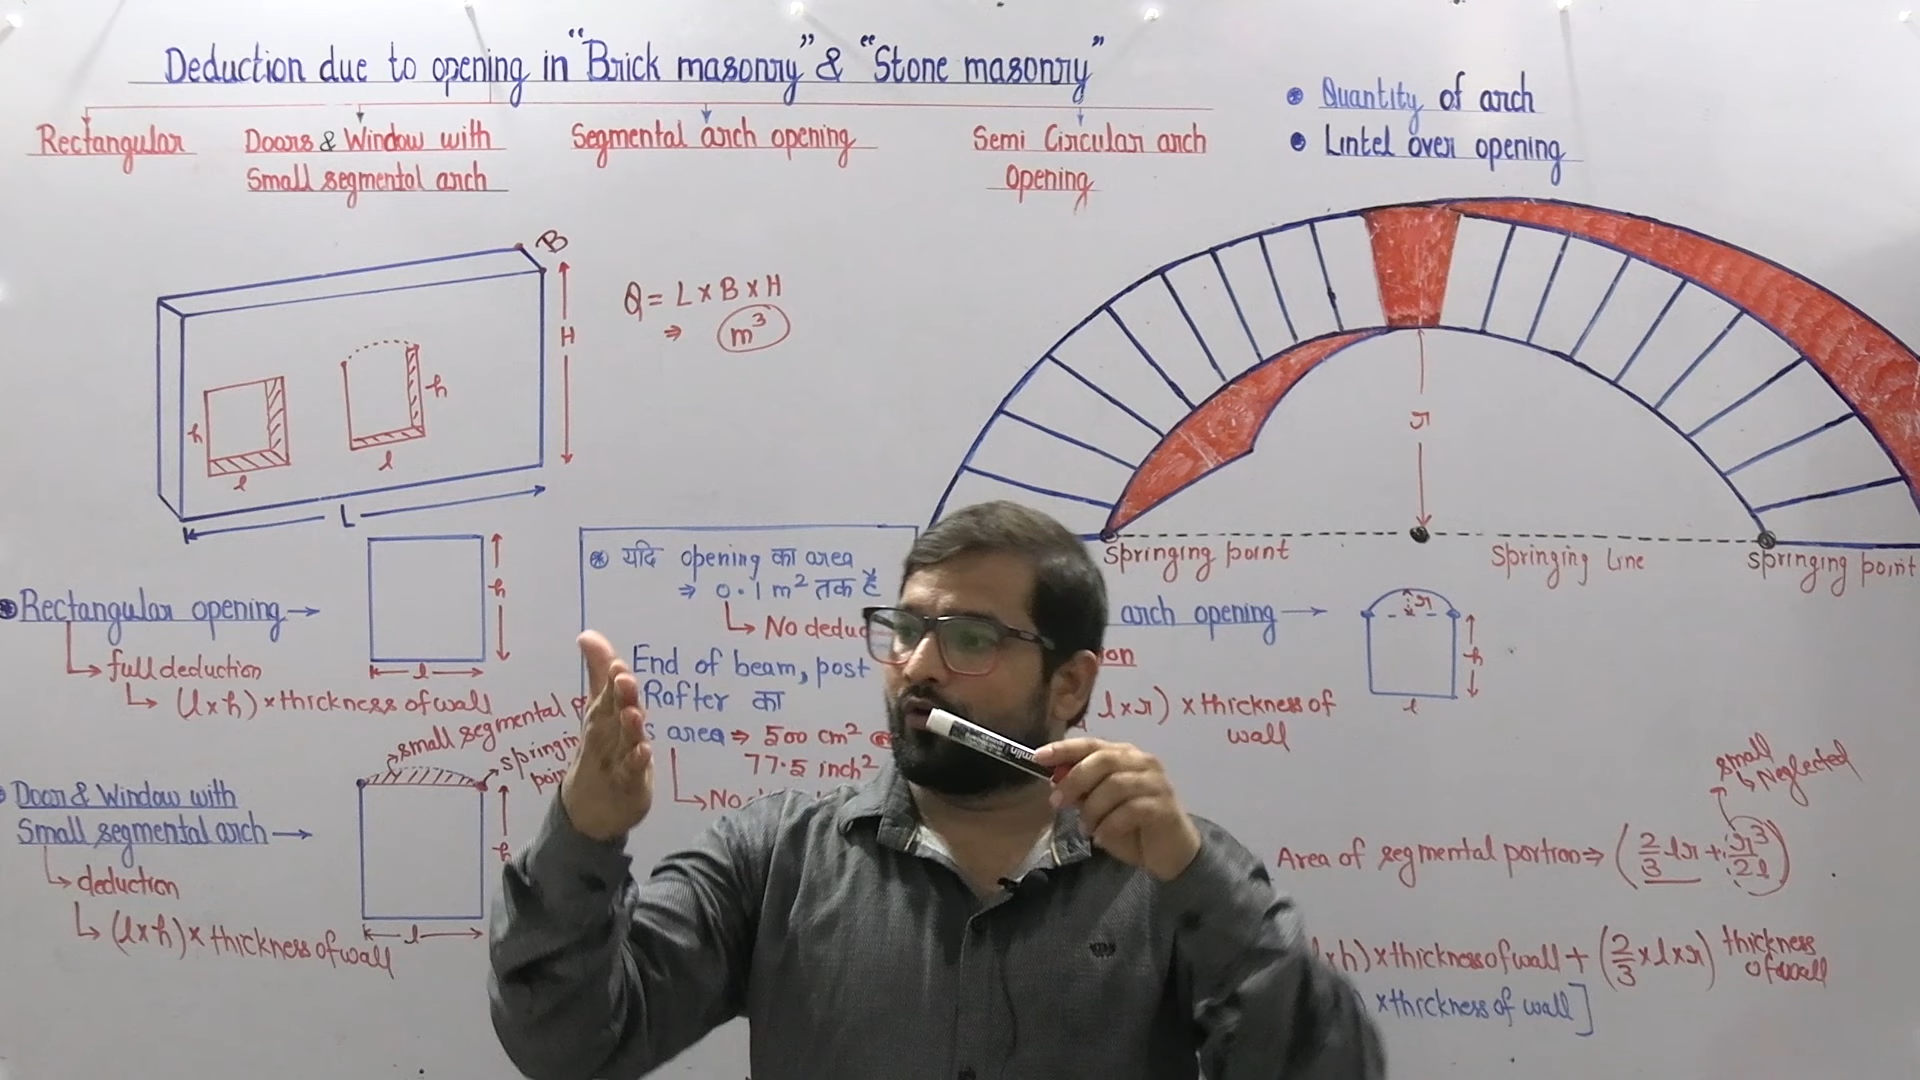 Deduction due to opening in "Brick masonry" & "Stone masonry"
Rectangular
Doors & Window with
Small segmental arch
Segmental arch opening
Semi Circular arch
Opening
Quantity of arch
Lintel over opening
B
H
L
h
l
h
l
Q = L × B × H
⇒ m³
r
Springing point
Springing Line
Springing point
Rectangular opening →
full deduction
(l×h) × thickness of wall
h
l
Door & Window with
Small segmental arch →
deduction
(l×h) × thickness of wall
small segmental
springing
h
l
यदि opening का area
⇒ 0.1 m² तक है
No
End of beam, post
Rafter का
area ⇒ 500 cm²
77.5 inch²
No
arch opening →
l×r) × thickness of
wall
r
h
l
small
Neglected
Area of segmental portion ⇒ (2/3 lr + r³/2l)
×h) × thickness of wall + (2/3 × l × r) thickness
of wall
× thickness of wall]